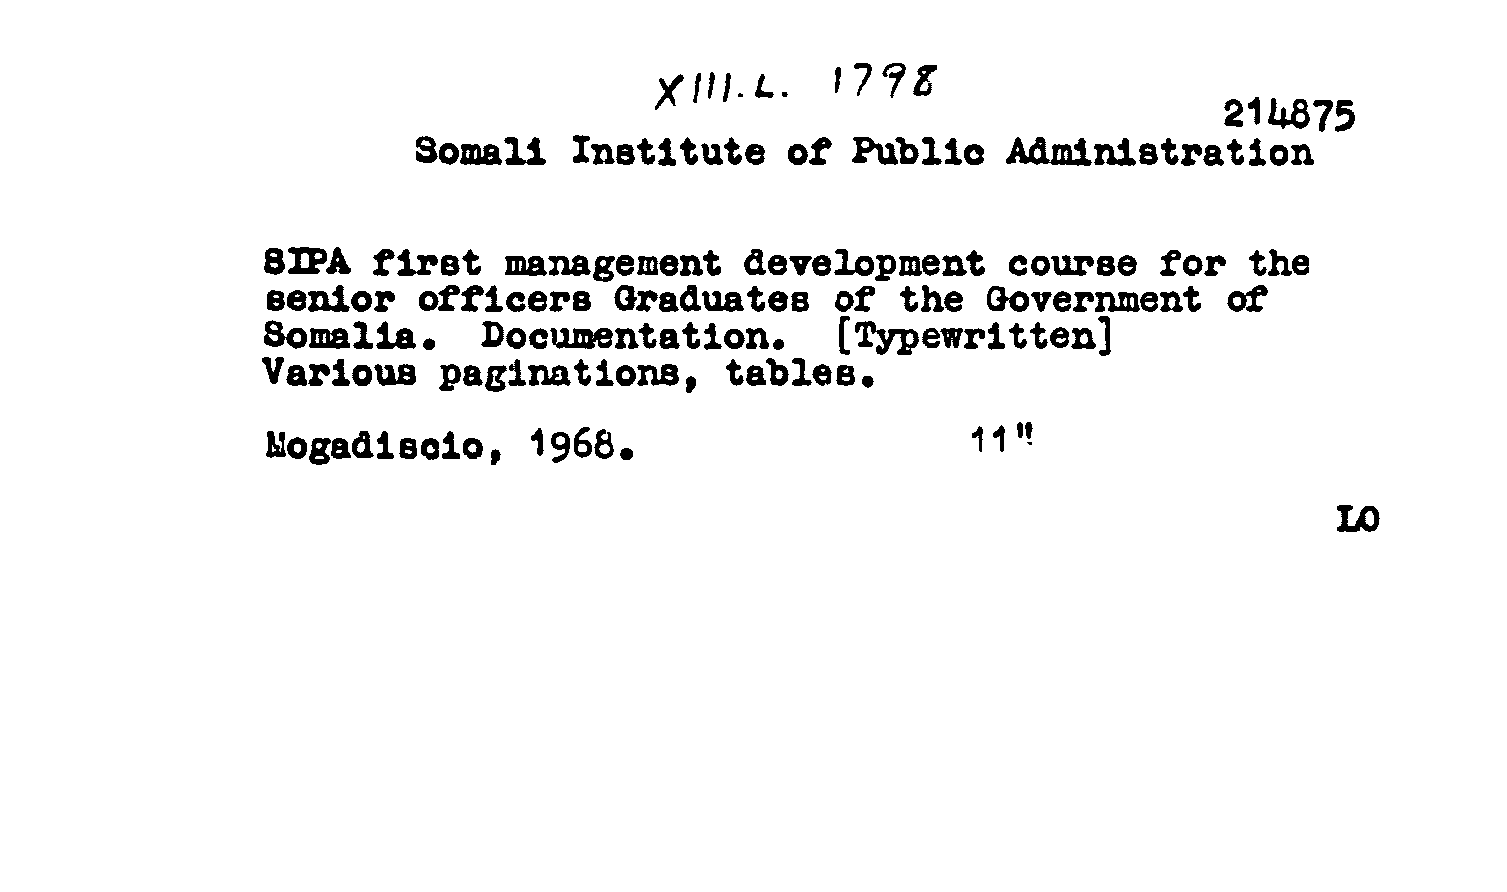 XIII.L. 1798
214875
Somali Institute of Public Administration
SIPA first management development course for the
senior officers Graduates of the Government of
Somalia. Documentation. [Typewritten]
Various paginations, tables.
Mogadiscio, 1968. 11"
LO